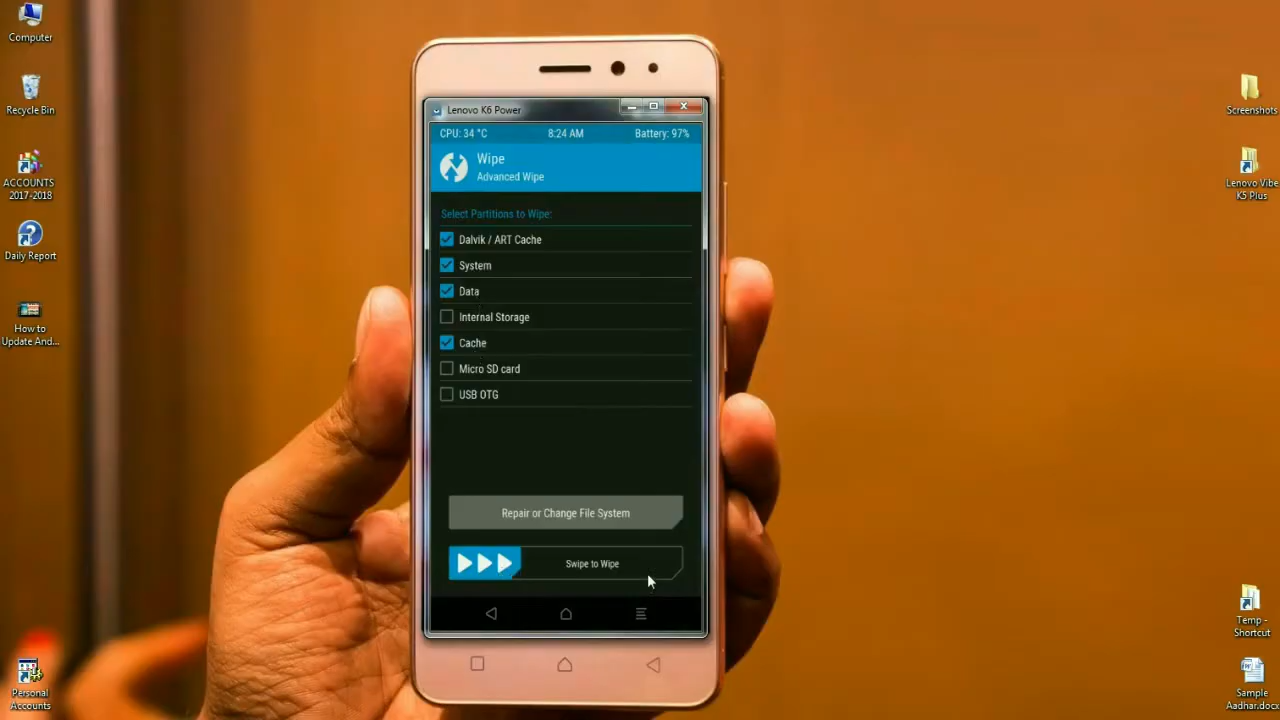 Computer
Recycle Bin
ACCOUNTS
2017-2018
Daily Report
How to
Update And...
Personal
Accounts
Lenovo K6 Power
CPU: 34 °C 8:24 AM Battery: 97%
Wipe
Advanced Wipe
Select Partitions to Wipe:
Dalvik / ART Cache
System
Data
Internal Storage
Cache
Micro SD card
USB OTG
Repair or Change File System
Swipe to Wipe
Screenshots
Lenovo Vibe
K5 Plus
Temp -
Shortcut
Sample
Aadhar.docx